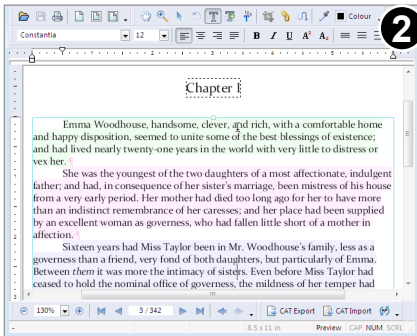 Colour
2
Constantia
12
B I U A² A₂
Chapter I
Emma Woodhouse, handsome, clever, and rich, with a comfortable home
and happy disposition, seemed to unite some of the best blessings of existence;
and had lived nearly twenty-one years in the world with very little to distress or
vex her. ¶
She was the youngest of the two daughters of a most affectionate, indulgent
father; and had, in consequence of her sister's marriage, been mistress of his house
from a very early period. Her mother had died too long ago for her to have more
than an indistinct remembrance of her caresses; and her place had been supplied
by an excellent woman as governess, who had fallen little short of a mother in
affection. ¶
Sixteen years had Miss Taylor been in Mr. Woodhouse's family, less as a
governess than a friend, very fond of both daughters, but particularly of Emma.
Between them it was more the intimacy of sisters. Even before Miss Taylor had
ceased to hold the nominal office of governess, the mildness of her temper had
130%
3 / 342
CAT Export
CAT Import
8.5 x 11 in
Preview
CAP NUM SCRL